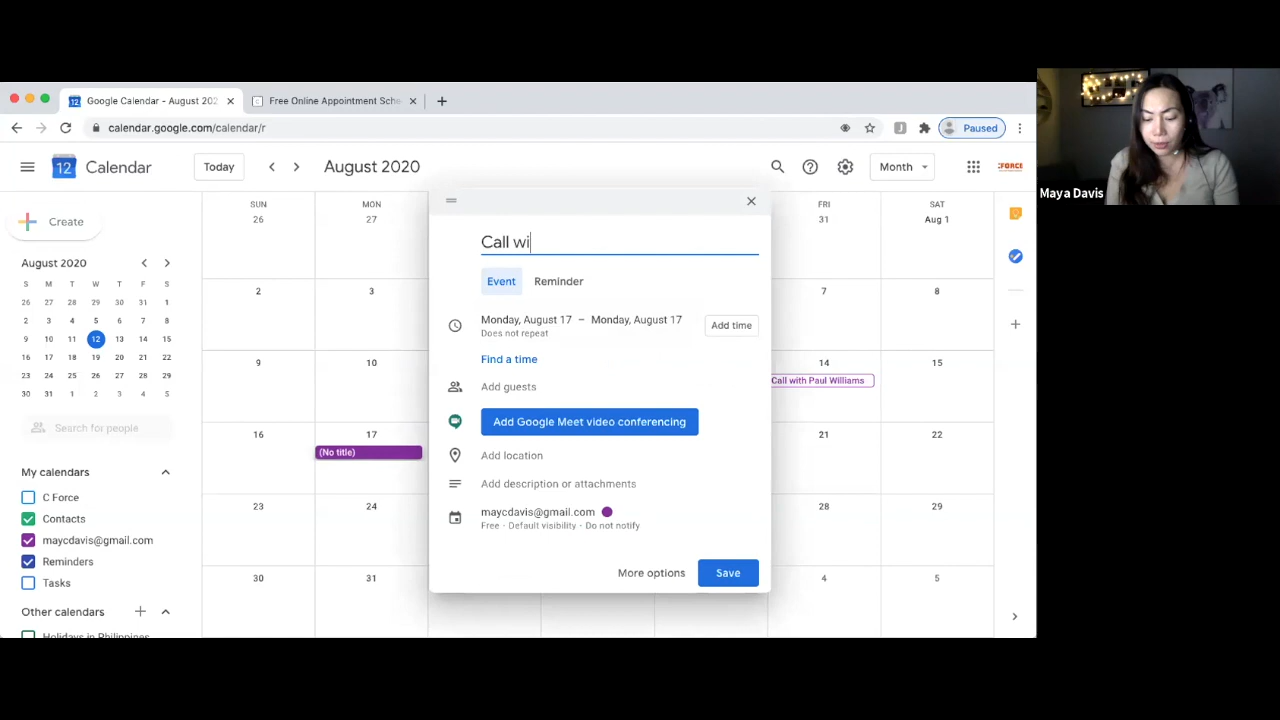 Google Calendar - August 202
Free Online Appointment Sche
calendar.google.com/calendar/r
Paused
12
Calendar
Today
August 2020
Month
C FORCE
Create
August 2020
S M T W T F S
26 27 28 29 30 31 1
2 3 4 5 6 7 8
9 10 11 12 13 14 15
16 17 18 19 20 21 22
23 24 25 26 27 28 29
30 31 1 2 3 4 5
Search for people
My calendars
C Force
Contacts
maycdavis@gmail.com
Reminders
Tasks
Other calendars
Holidays in Philippines
SUN MON FRI SAT
26 27 31 Aug 1
2 3 7 8
9 10 14 15
Call with Paul Williams
16 17 21 22
(No title)
23 24 28 29
30 31 4 5
Call wi
Event Reminder
Monday, August 17 – Monday, August 17
Does not repeat
Add time
Find a time
Add guests
Add Google Meet video conferencing
Add location
Add description or attachments
maycdavis@gmail.com
Free · Default visibility · Do not notify
More options Save
Maya Davis